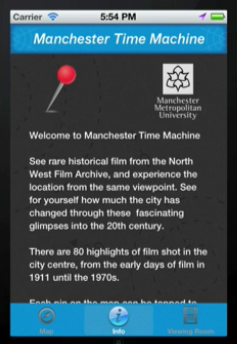 Carrier 5:54 PM
Manchester Time Machine
Manchester
Metropolitan
University
Welcome to Manchester Time Machine
See rare historical film from the North
West Film Archive, and experience the
location from the same viewpoint. See
for yourself how much the city has
changed through these fascinating
glimpses into the 20th century.
There are 80 highlights of film shot in the
city centre, from the early days of film in
1911 until the 1970s.
Each pin on the map can be tapped to
Map Info Viewing Room